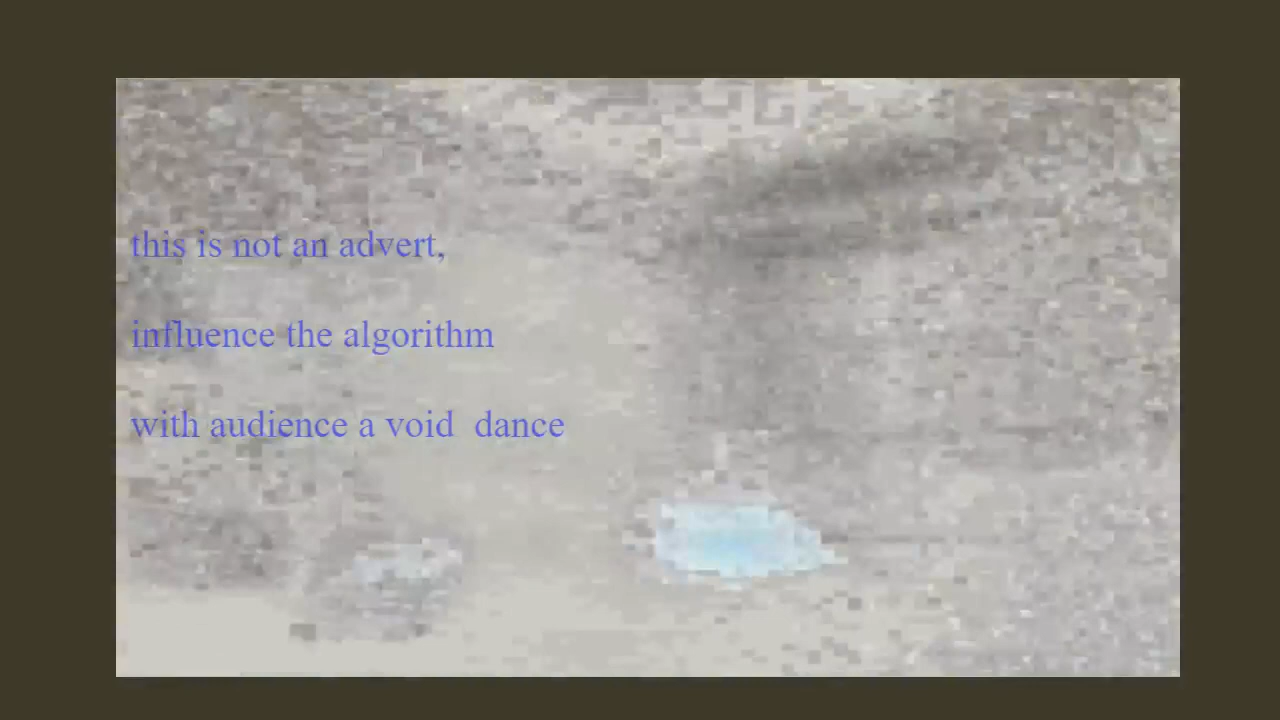 this is not an advert,
influence the algorithm
with audience a void  dance